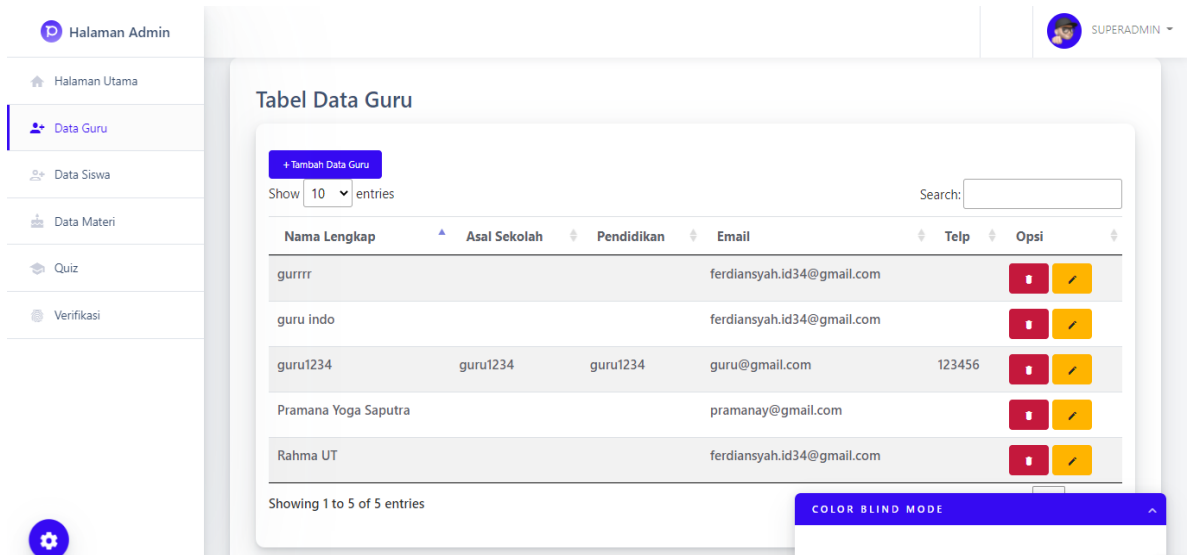 Halaman Admin
SUPERADMIN
Halaman Utama
Data Guru
Data Siswa
Data Materi
Quiz
Verifikasi
Tabel Data Guru
+Tambah Data Guru
Show 10 entries
Search:
Nama Lengkap Asal Sekolah Pendidikan Email Telp Opsi
gurrrr ferdiansyah.id34@gmail.com
guru indo ferdiansyah.id34@gmail.com
guru1234 guru1234 guru1234 guru@gmail.com 123456
Pramana Yoga Saputra pramanay@gmail.com
Rahma UT ferdiansyah.id34@gmail.com
Showing 1 to 5 of 5 entries
COLOR BLIND MODE